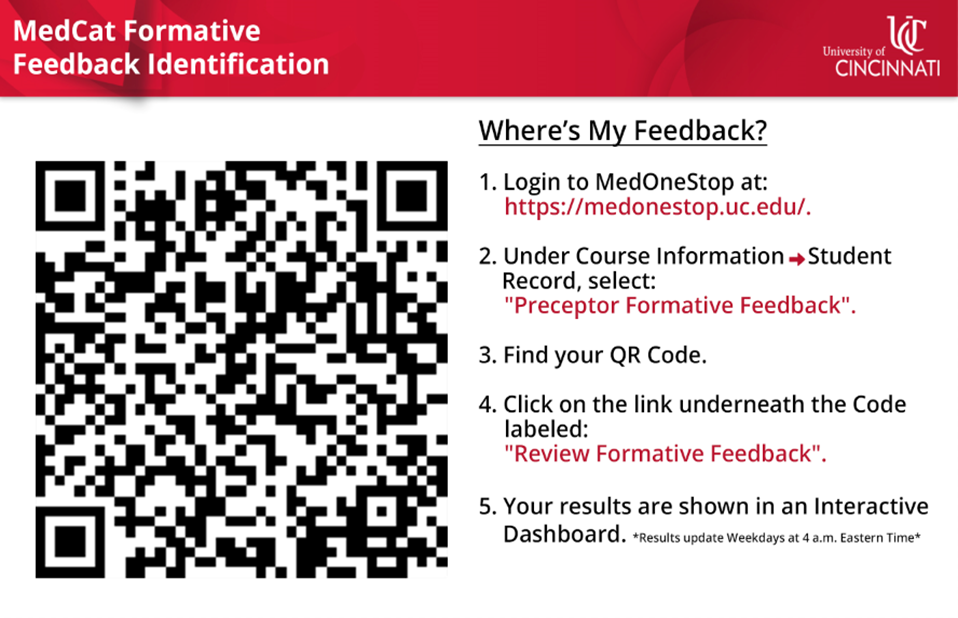 MedCat Formative
Feedback Identification
University of
CINCINNATI
Where's My Feedback?
1. Login to MedOneStop at:
https://medonestop.uc.edu/.
2. Under Course Information ➔ Student
Record, select:
"Preceptor Formative Feedback".
3. Find your QR Code.
4. Click on the link underneath the Code
labeled:
"Review Formative Feedback".
5. Your results are shown in an Interactive
Dashboard. *Results update Weekdays at 4 a.m. Eastern Time*